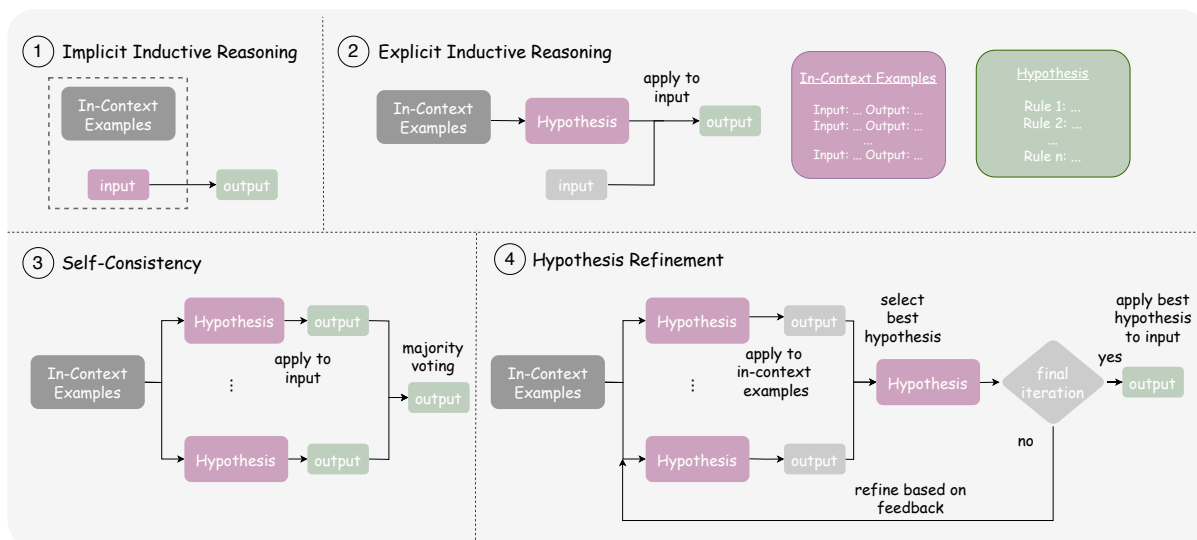 1 Implicit Inductive Reasoning
In-Context
Examples
input
output
2 Explicit Inductive Reasoning
In-Context
Examples
Hypothesis
apply to
input
output
input
In-Context Examples
Input: ... Output: ...
Input: ... Output: ...
...
Input: ... Output: ...
Hypothesis
Rule 1: ...
Rule 2: ...
...
Rule n: ...
3 Self-Consistency
In-Context
Examples
Hypothesis
output
apply to
input
⋮
Hypothesis
output
majority
voting
output
4 Hypothesis Refinement
In-Context
Examples
Hypothesis
output
apply to
in-context
examples
⋮
Hypothesis
output
select
best
hypothesis
Hypothesis
final
iteration
yes
apply best
hypothesis
to input
output
no
refine based on
feedback